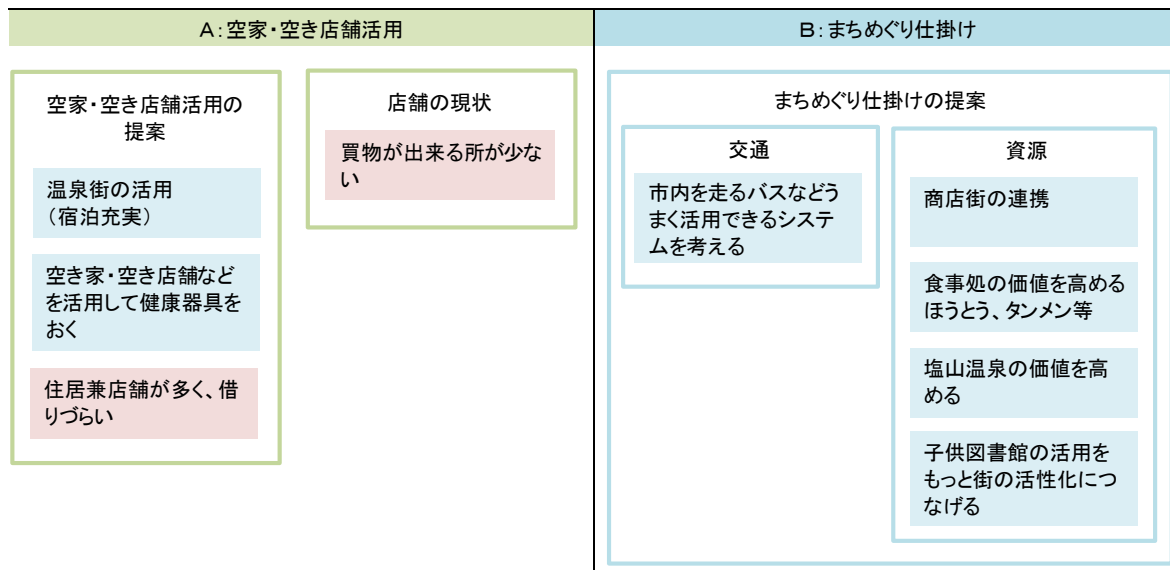 A:空家・空き店舗活用
空家・空き店舗活用の
提案
温泉街の活用
(宿泊充実)
空き家・空き店舗など
を活用して健康器具を
おく
住居兼店舗が多く、借
りづらい
店舗の現状
買物が出来る所が少な
い
B:まちめぐり仕掛け
まちめぐり仕掛けの提案
交通
市内を走るバスなどう
まく活用できるシステ
ムを考える
資源
商店街の連携
食事処の価値を高める
ほうとう、タンメン等
塩山温泉の価値を高
める
子供図書館の活用を
もっと街の活性化につ
なげる